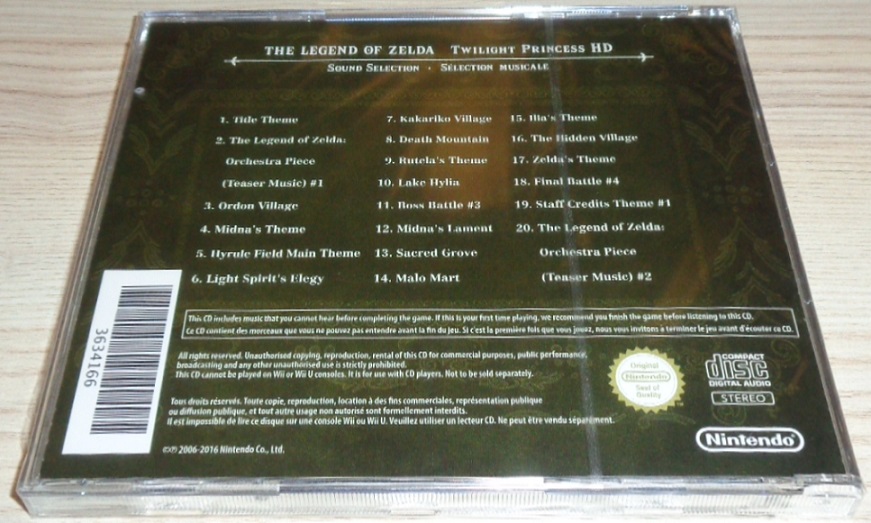 THE LEGEND OF ZELDA TWILIGHT PRINCESS HD
SOUND SELECTION · SÉLECTION MUSICALE
1. Title Theme
2. The Legend of Zelda:
Orchestra Piece
(Teaser Music) #1
3. Ordon Village
4. Midna's Theme
5. Hyrule Field Main Theme
6. Light Spirit's Elegy
7. Kakariko Village
8. Death Mountain
9. Rutela's Theme
10. Lake Hylia
11. Boss Battle #3
12. Midna's Lament
13. Sacred Grove
14. Malo Mart
15. Ilia's Theme
16. The Hidden Village
17. Zelda's Theme
18. Final Battle #4
19. Staff Credits Theme #1
20. The Legend of Zelda:
Orchestra Piece
(Teaser Music) #2
This CD includes music that you cannot hear before completing the game. If this is your first time playing, we recommend you finish the game before listening to this CD.
Ce CD contient des morceaux que vous ne pouvez pas entendre avant la fin du jeu. Si c'est la première fois que vous jouez, nous vous invitons à terminer le jeu avant d'écouter ce CD.
All rights reserved. Unauthorised copying, reproduction, rental of this CD for commercial purposes, public performance,
broadcasting and any other unauthorised use is strictly prohibited.
This CD cannot be played on Wii or Wii U consoles. It is for use with CD players. Not to be sold separately.
Tous droits réservés. Toute copie, reproduction, location à des fins commerciales, représentation publique
ou diffusion publique, et tout autre usage non autorisé sont formellement interdits.
Il est impossible de lire ce disque sur une console Wii ou Wii U. Veuillez utiliser un lecteur CD. Ne peut être vendu séparément.
©℗ 2006-2016 Nintendo Co., Ltd.
3634166
Original
Nintendo
Seal of
Quality
COMPACT
disc
DIGITAL AUDIO
STEREO
Nintendo